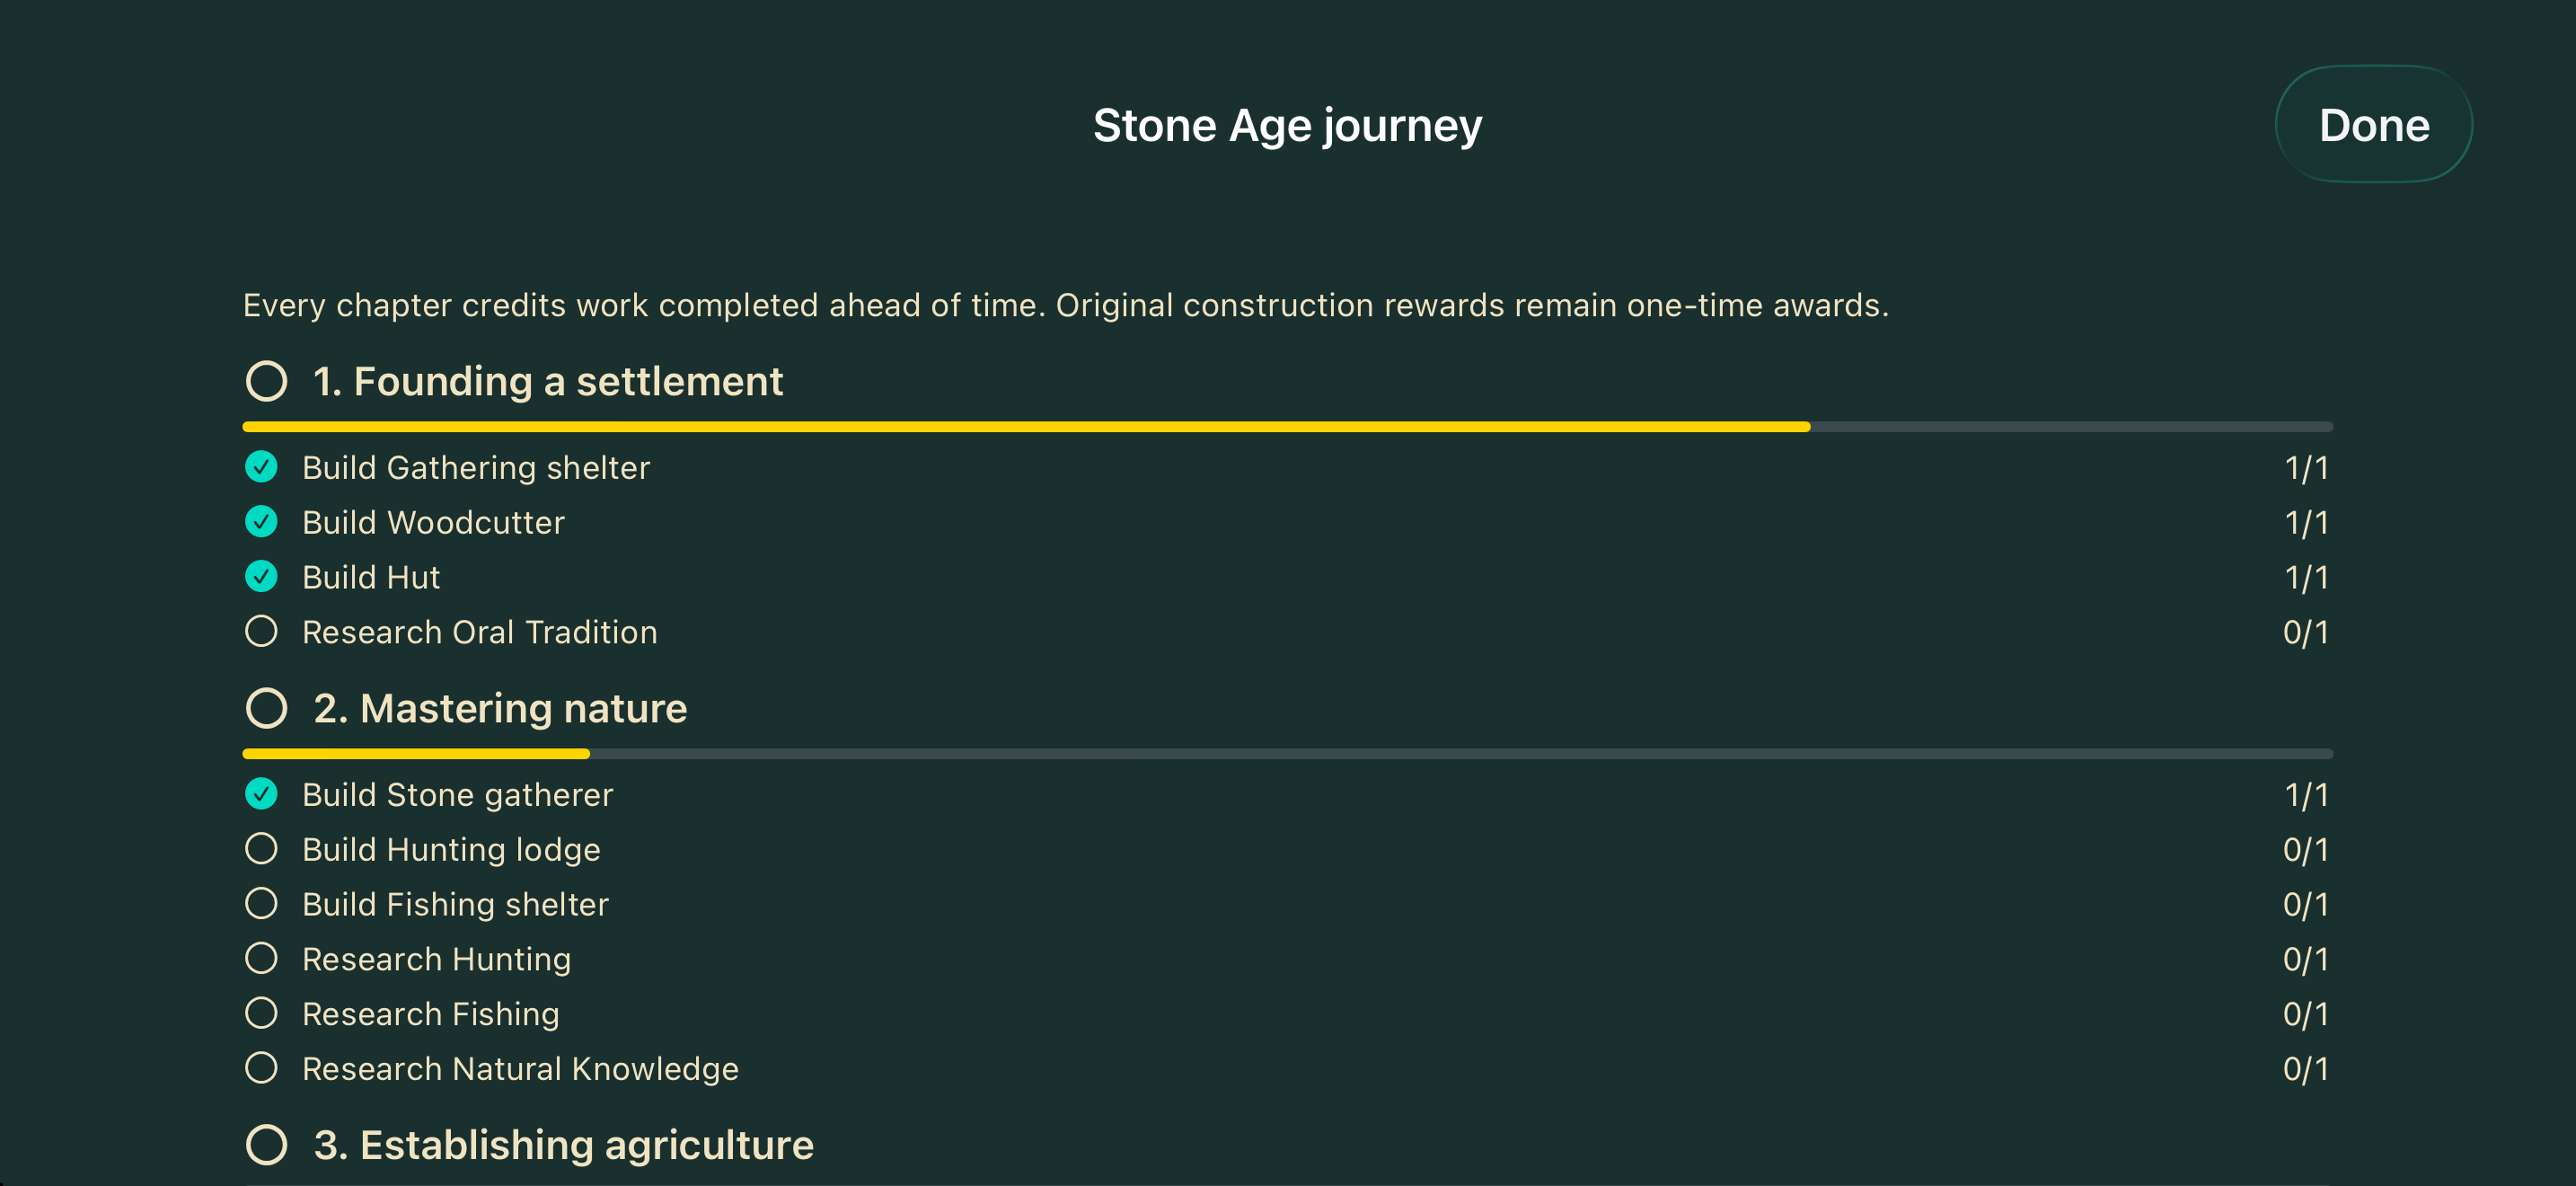 Stone Age journey
Done
Every chapter credits work completed ahead of time. Original construction rewards remain one-time awards.
1. Founding a settlement
Build Gathering shelter 1/1
Build Woodcutter 1/1
Build Hut 1/1
Research Oral Tradition 0/1
2. Mastering nature
Build Stone gatherer 1/1
Build Hunting lodge 0/1
Build Fishing shelter 0/1
Research Hunting 0/1
Research Fishing 0/1
Research Natural Knowledge 0/1
3. Establishing agriculture